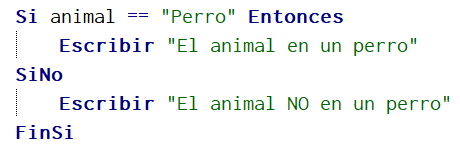 Si animal == "Perro" Entonces
Escribir "El animal en un perro"
SiNo
Escribir "El animal NO en un perro"
FinSi